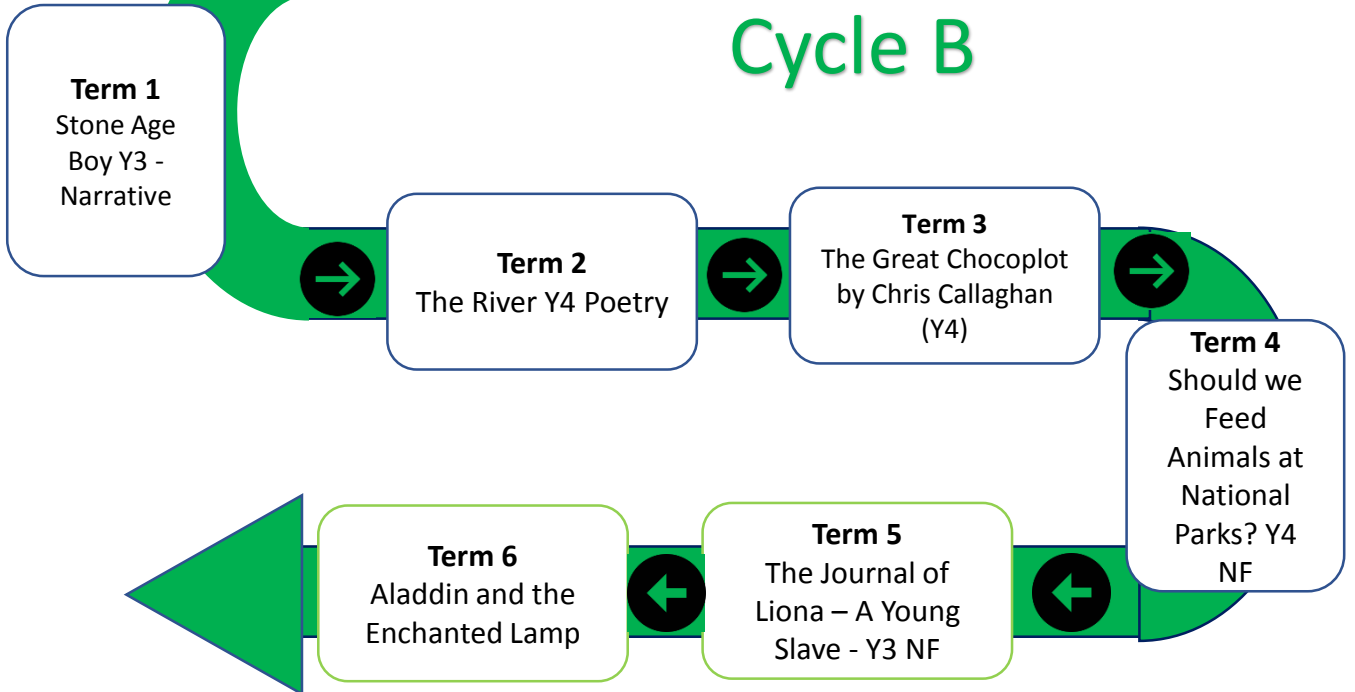 Cycle B
Term 1
Stone Age
Boy Y3 -
Narrative
Term 2
The River Y4 Poetry
Term 3
The Great Chocoplot
by Chris Callaghan
(Y4)
Term 4
Should we
Feed
Animals at
National
Parks? Y4
NF
Term 5
The Journal of
Liona – A Young
Slave - Y3 NF
Term 6
Aladdin and the
Enchanted Lamp